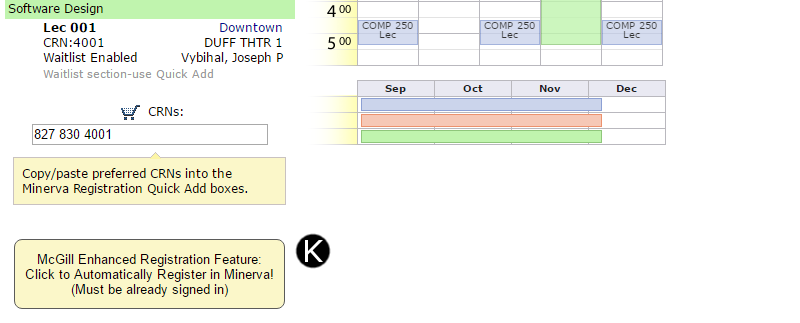 Software Design
Lec 001 Downtown
CRN:4001 DUFF THTR 1
Waitlist Enabled Vybihal, Joseph P
Waitlist section-use Quick Add
CRNs:
827 830 4001
Copy/paste preferred CRNs into the
Minerva Registration Quick Add boxes.
McGill Enhanced Registration Feature:
Click to Automatically Register in Minerva!
(Must be already signed in)
K
4 00
COMP 250 COMP 250 COMP 250
Lec Lec Lec
5 00
Sep Oct Nov Dec